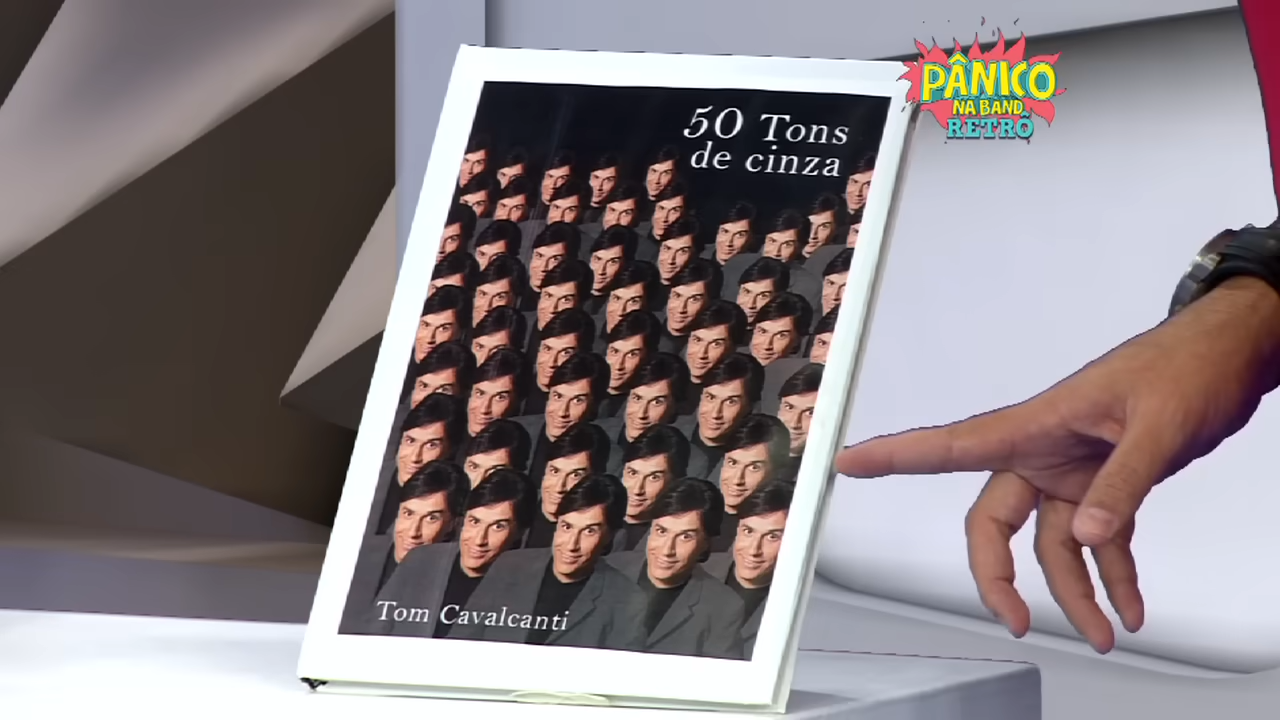 50 Tons
de cinza
Tom Cavalcanti
PÂNICO
NA BAND
RETRÔ